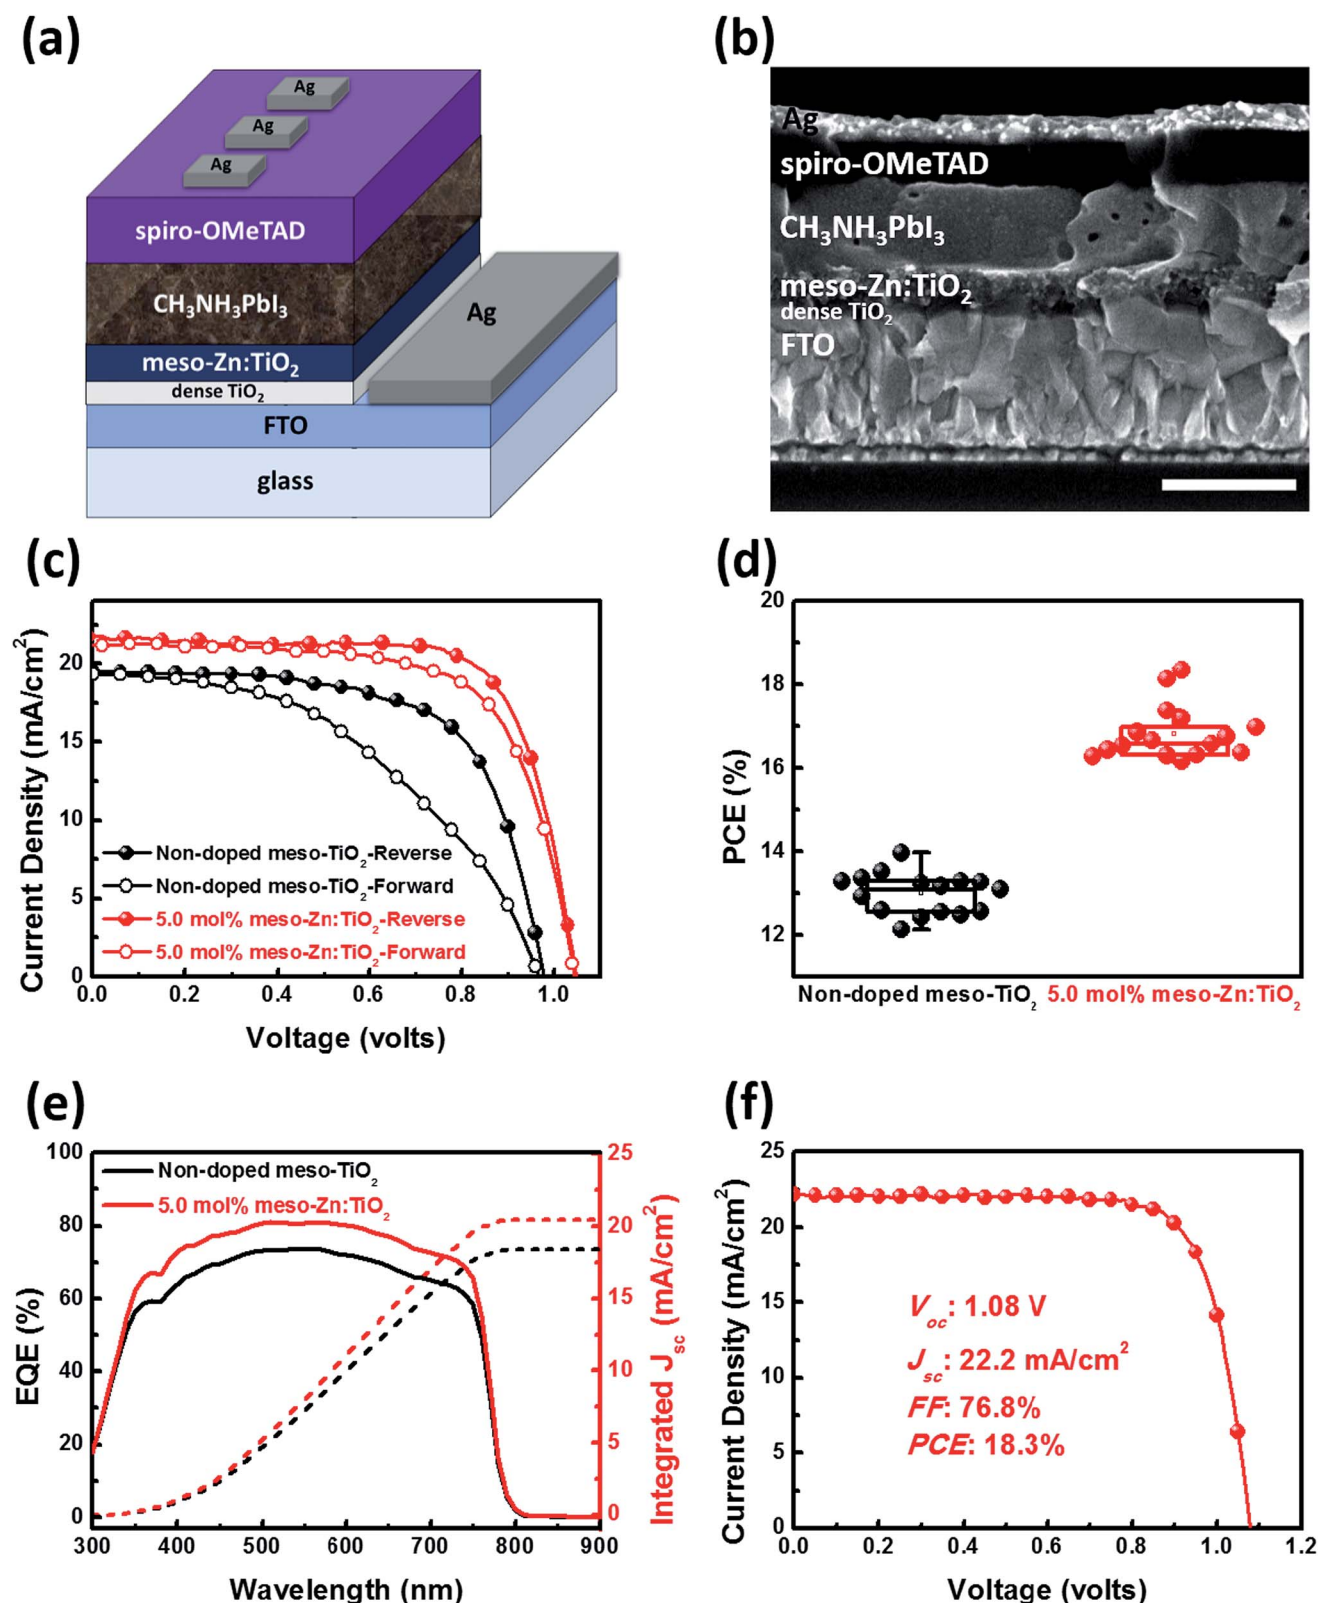 (a)
Ag
Ag
Ag
spiro-OMeTAD
CH₃NH₃PbI₃
Ag
meso-Zn:TiO₂
dense TiO₂
FTO
glass
(b)
Ag
spiro-OMeTAD
CH₃NH₃PbI₃
meso-Zn:TiO₂
dense TiO₂
FTO
(c)
Current Density (mA/cm²)
20
15
10
5
0
Non-doped meso-TiO₂-Reverse
Non-doped meso-TiO₂-Forward
5.0 mol% meso-Zn:TiO₂-Reverse
5.0 mol% meso-Zn:TiO₂-Forward
0.0 0.2 0.4 0.6 0.8 1.0
Voltage (volts)
(d)
PCE (%)
20
18
16
14
12
Non-doped meso-TiO₂ 5.0 mol% meso-Zn:TiO₂
(e)
EQE (%)
100
80
60
40
20
0
Non-doped meso-TiO₂
5.0 mol% meso-Zn:TiO₂
25
20
15
10
5
0
Integrated Jsc (mA/cm²)
300 400 500 600 700 800 900
Wavelength (nm)
(f)
Current Density (mA/cm²)
25
20
15
10
5
0
Voc: 1.08 V
Jsc: 22.2 mA/cm²
FF: 76.8%
PCE: 18.3%
0.0 0.2 0.4 0.6 0.8 1.0 1.2
Voltage (volts)